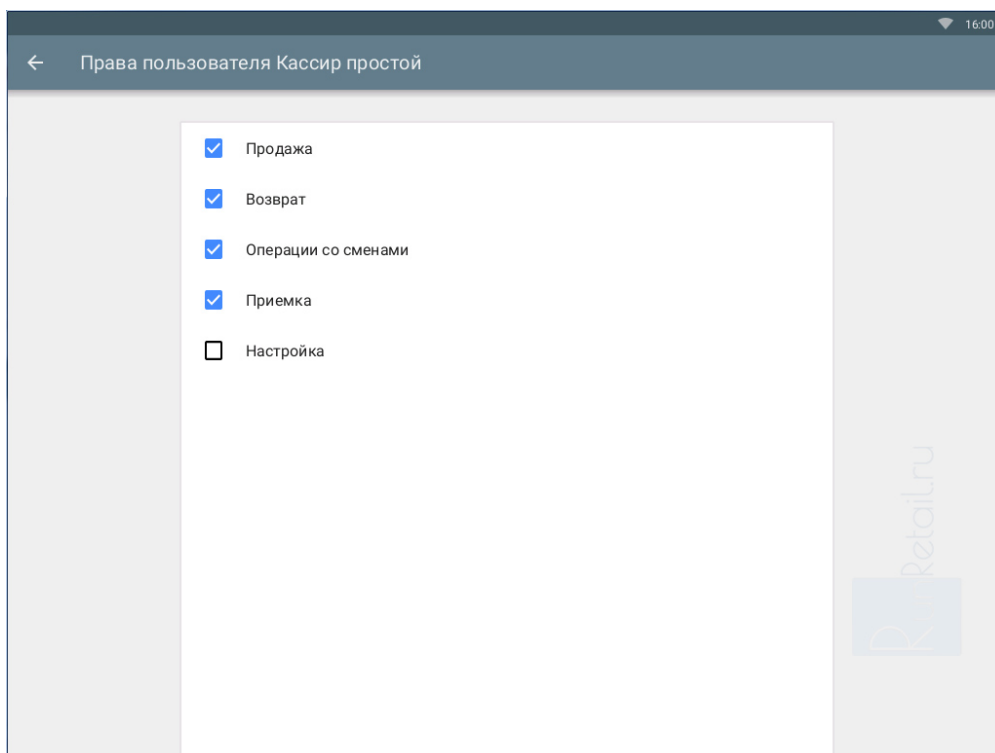 16:00
Права пользователя Кассир простой
Продажа
Возврат
Операции со сменами
Приемка
Настройка
Retail.ru